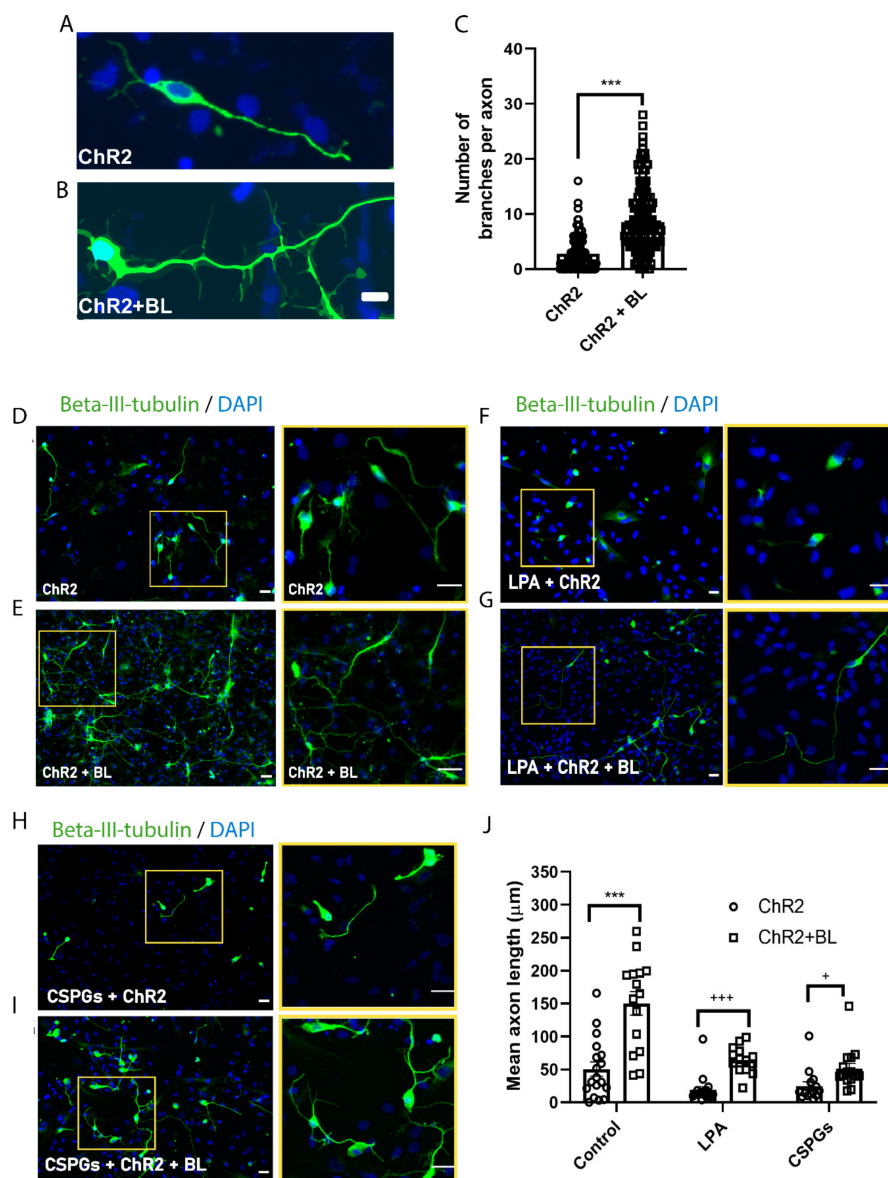 A
ChR2
B
ChR2+BL
C
Number of
branches per axon
40
30
20
10
0
***
ChR2
ChR2 + BL
Beta-III-tubulin / DAPI
D
ChR2
ChR2
E
ChR2 + BL
ChR2 + BL
Beta-III-tubulin / DAPI
F
LPA + ChR2
G
LPA + ChR2 + BL
Beta-III-tubulin / DAPI
H
CSPGs + ChR2
I
CSPGs + ChR2 + BL
J
Mean axon length (μm)
350
300
250
200
150
100
50
0
***
+++
+
ChR2
ChR2+BL
Control
LPA
CSPGs